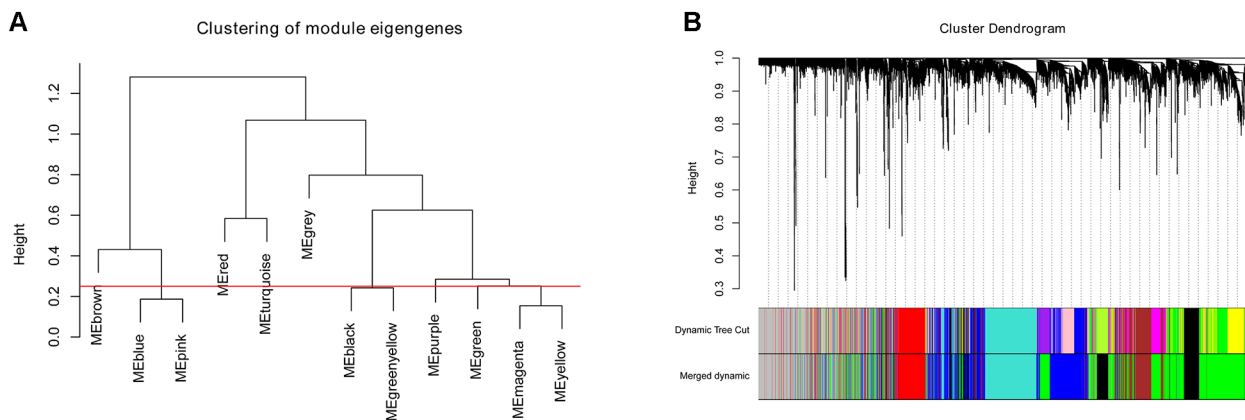 A
Clustering of module eigengenes
Height
0.0
0.2
0.4
0.6
0.8
1.0
1.2
MEbrown
MEblue
MEpink
MEred
MEturquoise
MEgrey
MEblack
MEgreenyellow
MEpurple
MEgreen
MEmagenta
MEyellow
B
Cluster Dendrogram
Height
1.0
0.9
0.8
0.7
0.6
0.5
0.4
0.3
Dynamic Tree Cut
Merged dynamic